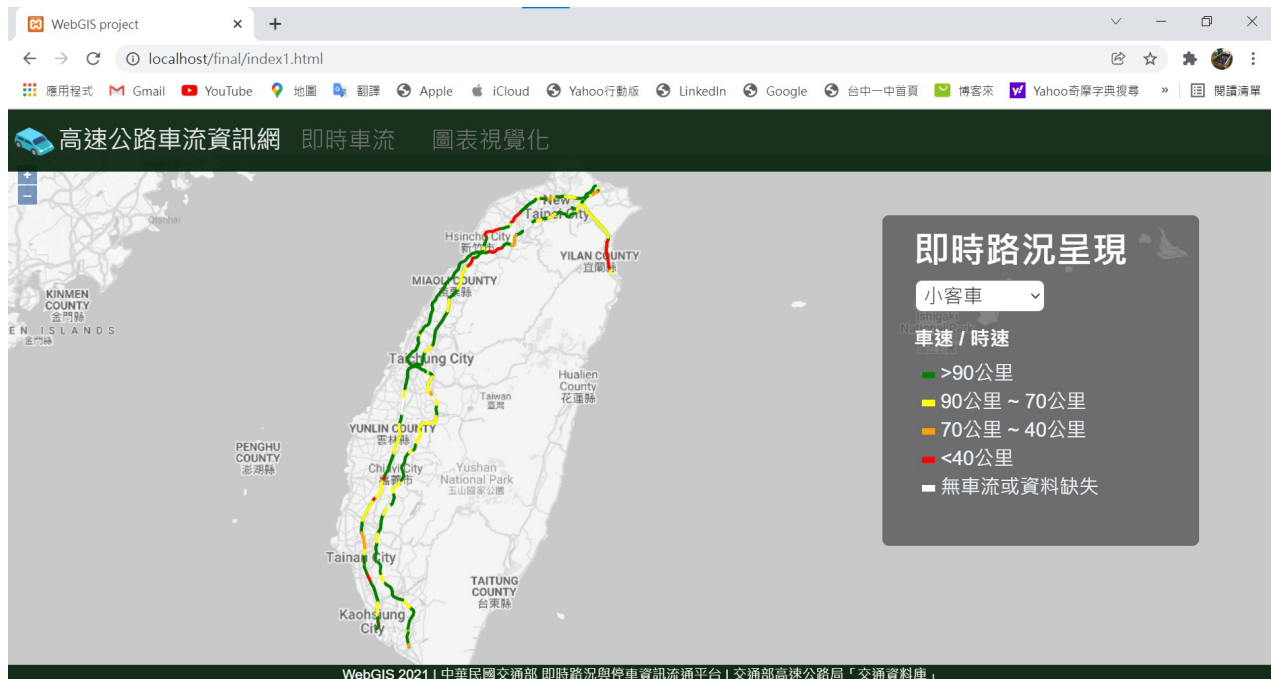 WebGIS project
localhost/final/index1.html
應用程式 Gmail YouTube 地圖 翻譯 Apple iCloud Yahoo行動版 LinkedIn Google 台中一中首頁 博客來 Yahoo奇摩字典搜尋 » 閱讀清單
高速公路車流資訊網 即時車流 圖表視覺化
+
−
New
Taipei City
Hsinchu City
新竹市
YILAN COUNTY
宜蘭縣
MIAOLI COUNTY
苗栗縣
KINMEN
COUNTY
金門縣
Taichung City
Hualien
County
花蓮縣
Taiwan
臺灣
YUNLIN COUNTY
雲林縣
PENGHU
COUNTY
澎湖縣
Chiayi City
嘉義市
Yushan
National Park
玉山國家公園
Tainan City
TAITUNG
COUNTY
台東縣
Kaohsiung
City
即時路況呈現
小客車
Ishigaki
車速 / 時速
>90公里
90公里 ~ 70公里
70公里 ~ 40公里
<40公里
無車流或資料缺失
WebGIS 2021 | 中華民國交通部 即時路況與停車資訊流通平台 | 交通部高速公路局「交通資料庫」